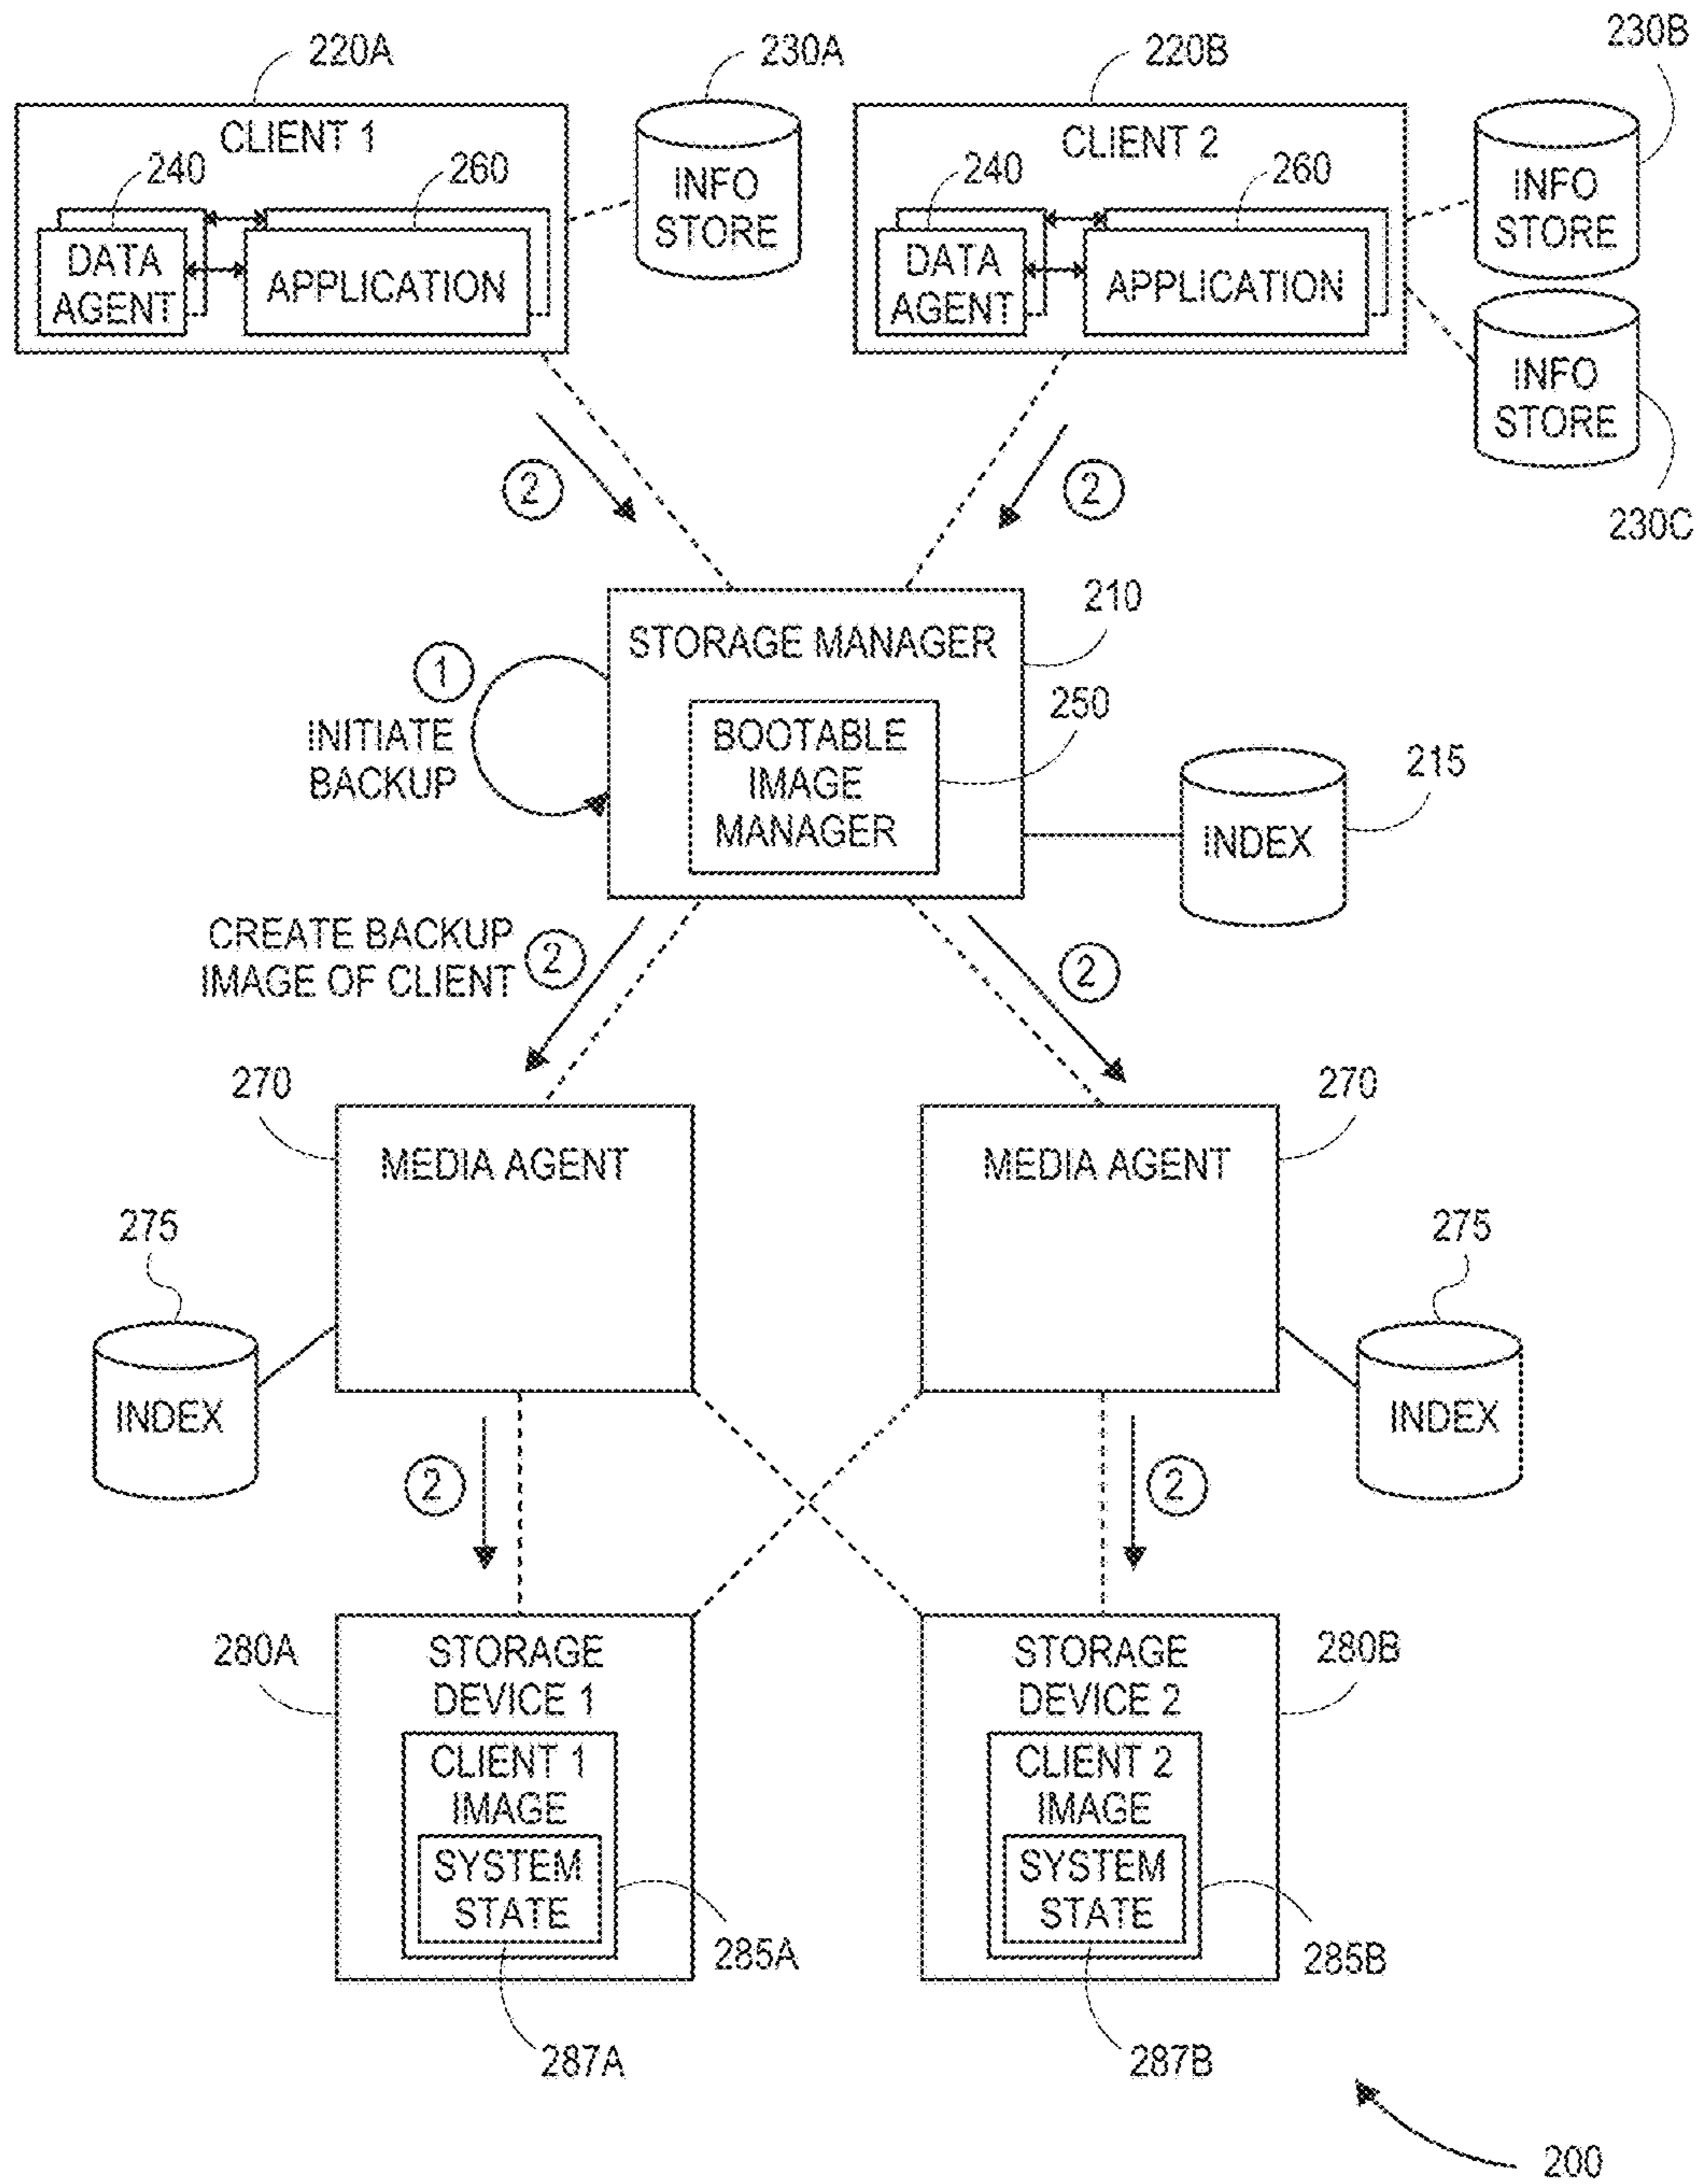 220A
230A
220B
230B
CLIENT 1
240
260
INFO
STORE
CLIENT 2
240
260
INFO
STORE
DATA
AGENT
APPLICATION
DATA
AGENT
APPLICATION
INFO
STORE
2
2
230C
210
STORAGE MANAGER
1
INITIATE
BACKUP
250
BOOTABLE
IMAGE
MANAGER
215
INDEX
CREATE BACKUP
IMAGE OF CLIENT
2
2
270
270
MEDIA AGENT
MEDIA AGENT
275
275
INDEX
INDEX
2
2
280A
STORAGE
DEVICE 1
STORAGE
DEVICE 2
280B
CLIENT 1
IMAGE
CLIENT 2
IMAGE
SYSTEM
STATE
SYSTEM
STATE
285A
285B
287A
287B
200